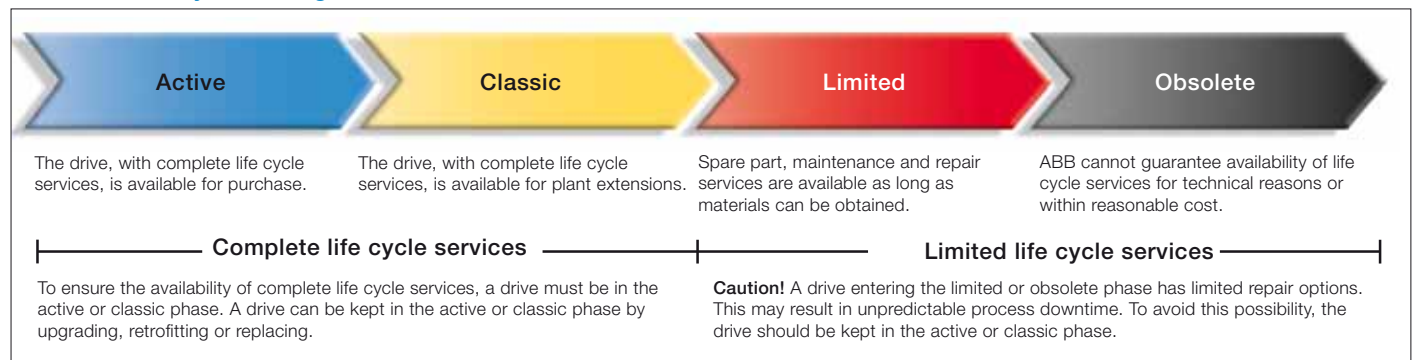 Active
Classic
Limited
Obsolete
The drive, with complete life cycle
services, is available for purchase.
The drive, with complete life cycle
services, is available for plant extensions.
Spare part, maintenance and repair
services are available as long as
materials can be obtained.
ABB cannot guarantee availability of life
cycle services for technical reasons or
within reasonable cost.
Complete life cycle services
Limited life cycle services
To ensure the availability of complete life cycle services, a drive must be in the
active or classic phase. A drive can be kept in the active or classic phase by
upgrading, retrofitting or replacing.
Caution! A drive entering the limited or obsolete phase has limited repair options.
This may result in unpredictable process downtime. To avoid this possibility, the
drive should be kept in the active or classic phase.